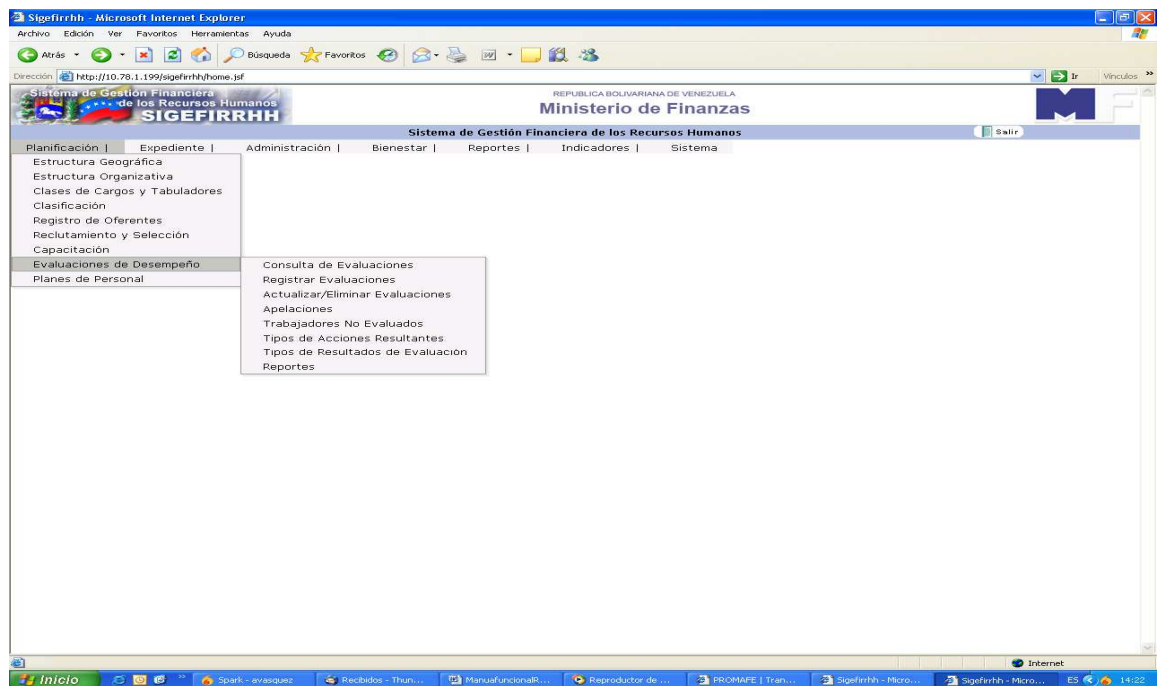 Sigefirrhh - Microsoft Internet Explorer
Archivo Edición Ver Favoritos Herramientas Ayuda
Atrás Búsqueda Favoritos
Dirección http://10.78.1.199/sigefirrhh/home.jsf Ir Vínculos »
Sistema de Gestión Financiera
de los Recursos Humanos
SIGEFIRRHH
REPUBLICA BOLIVARIANA DE VENEZUELA
Ministerio de Finanzas
MF
Sistema de Gestión Financiera de los Recursos Humanos Salir
Planificación | Expediente | Administración | Bienestar | Reportes | Indicadores | Sistema
Estructura Geográfica
Estructura Organizativa
Clases de Cargos y Tabuladores
Clasificación
Registro de Oferentes
Reclutamiento y Selección
Capacitación
Evaluaciones de Desempeño
Planes de Personal
Consulta de Evaluaciones
Registrar Evaluaciones
Actualizar/Eliminar Evaluaciones
Apelaciones
Trabajadores No Evaluados
Tipos de Acciones Resultantes
Tipos de Resultados de Evaluación
Reportes
Internet
Inicio » Spark - avasquez Recibidos - Thun... ManuafuncionalR... Reproductor de ... PROMAFE | Tran... Sigefirrhh - Micro... Sigefirrhh - Micro... ES 14:22